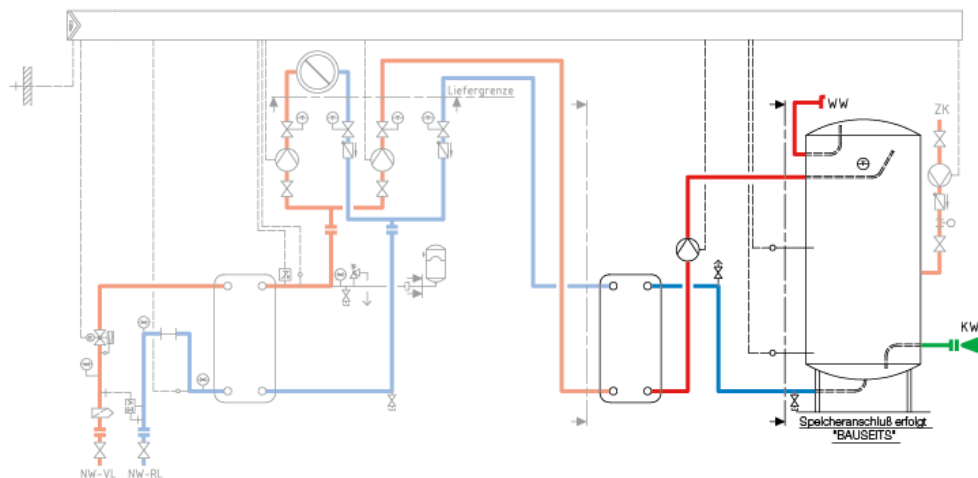 Liefergrenze
WW
ZK
KW
Speicheranschluß erfolgt
"BAUSEITS"
NW-VL
NW-RL